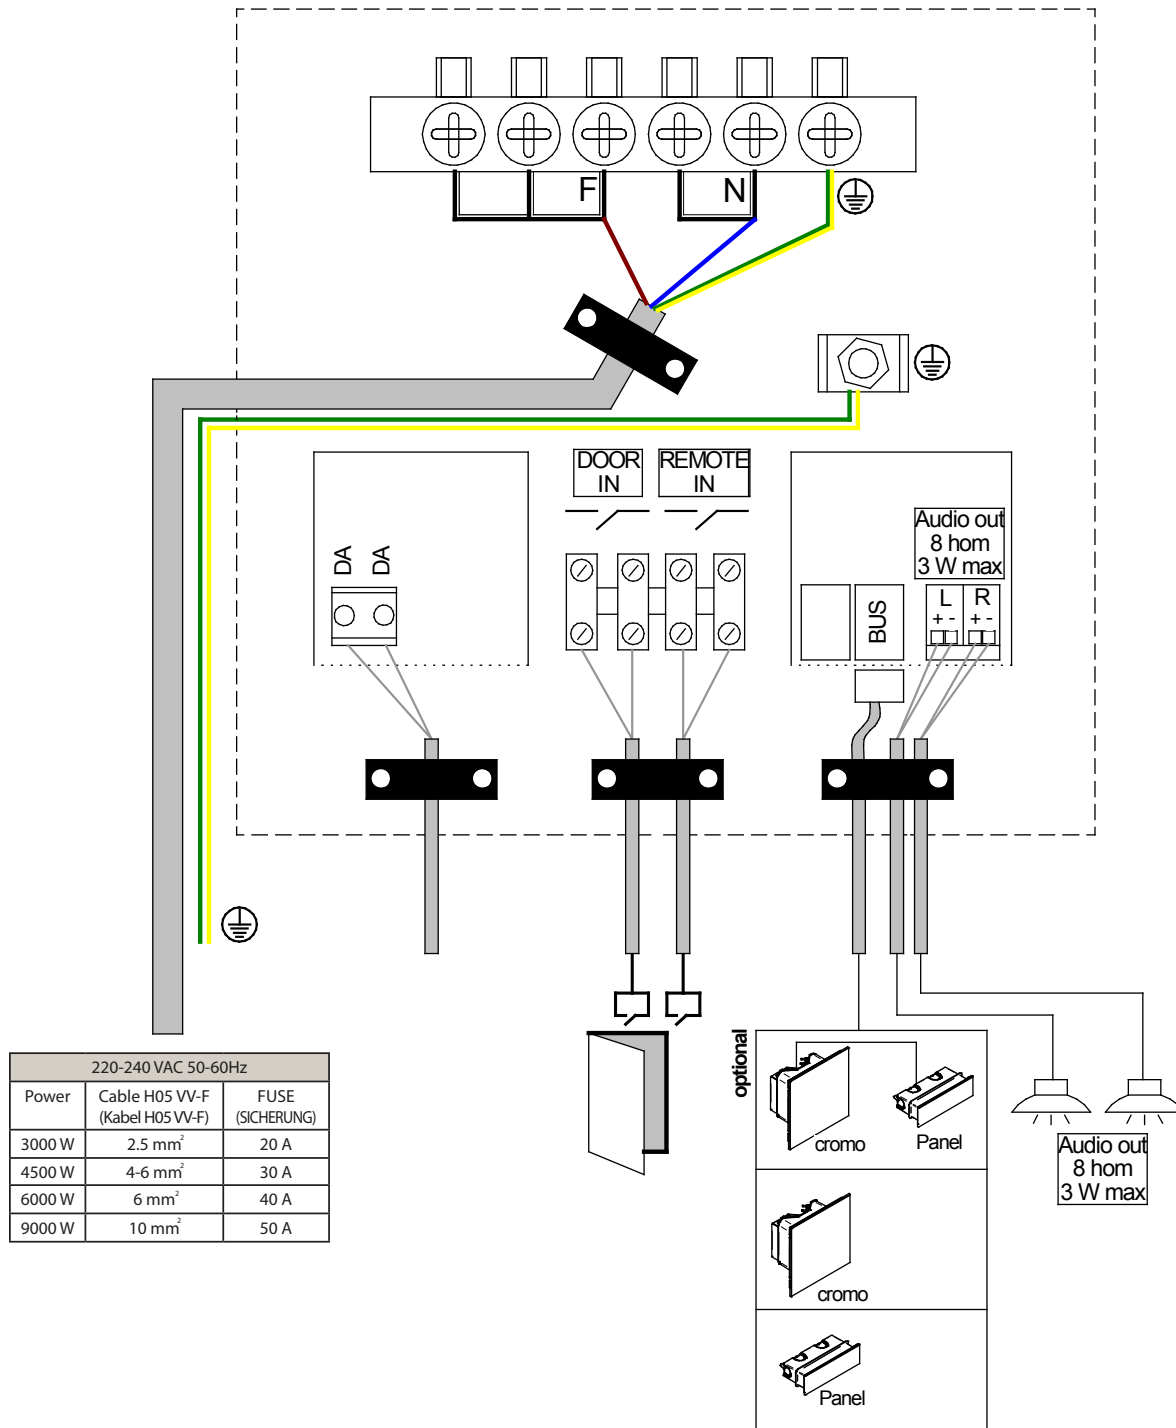 F
N
DOOR
IN
REMOTE
IN
Audio out
8 hom
3 W max
DA
DA
BUS
L
R
+ -
+ -
220-240 VAC 50-60Hz
Power
Cable H05 VV-F
(Kabel H05 VV-F)
FUSE
(SICHERUNG)
3000 W
2.5 mm²
20 A
4500 W
4-6 mm²
30 A
6000 W
6 mm²
40 A
9000 W
10 mm²
50 A
optional
cromo
Panel
cromo
Panel
Audio out
8 hom
3 W max